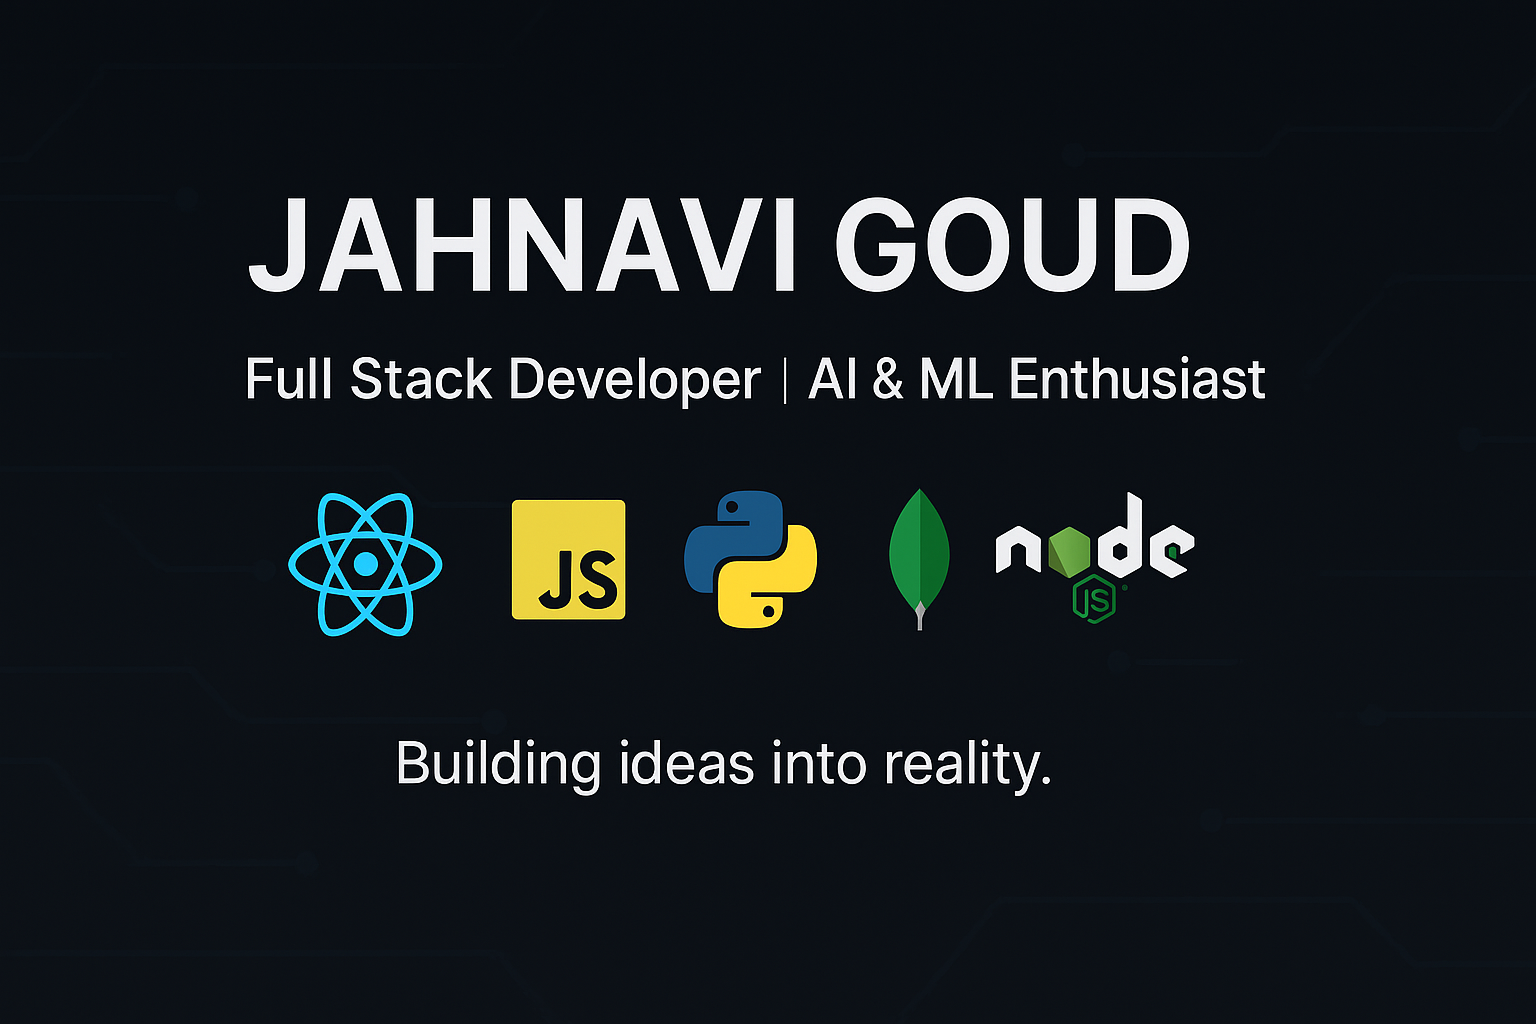 JAHNAVI GOUD
Full Stack Developer | AI & ML Enthusiast
JS
node
JS
Building ideas into reality.